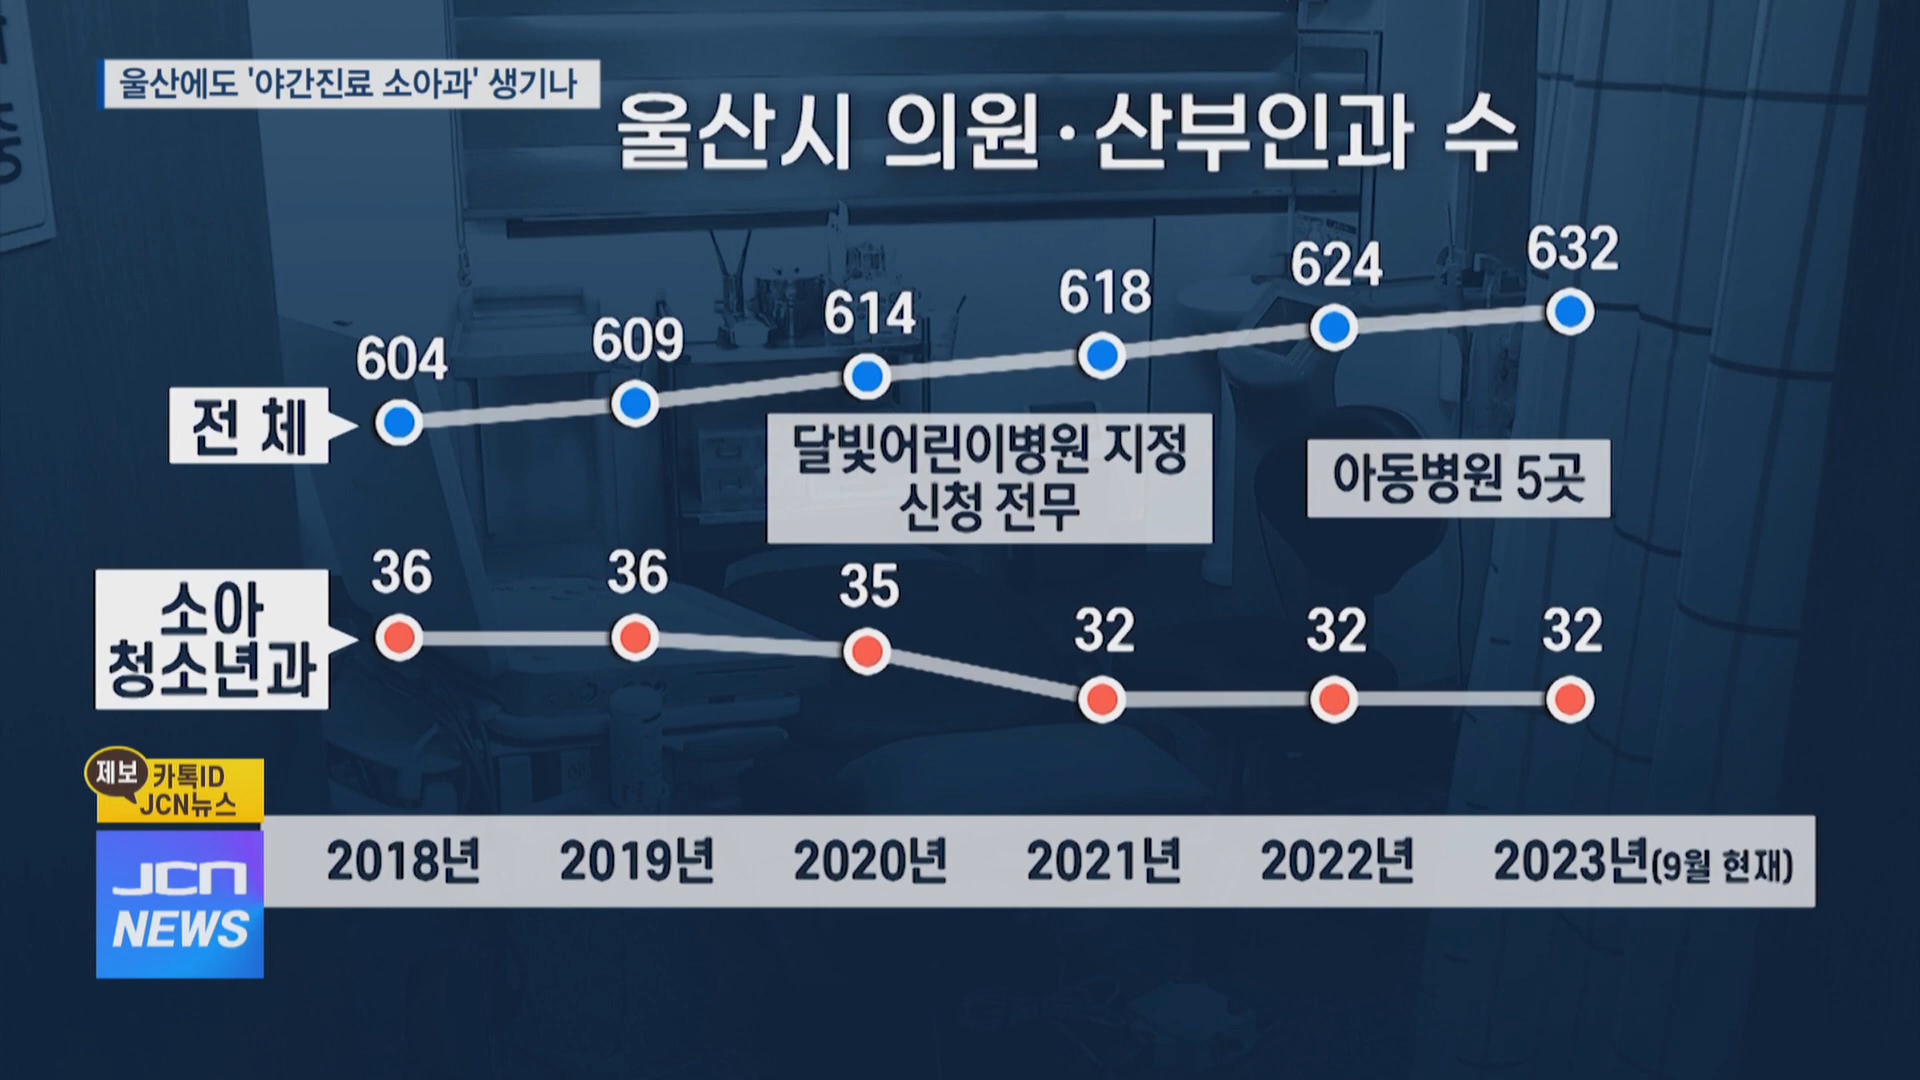 울산에도 '야간진료 소아과' 생기나
울산시 의원·산부인과 수
604 609 614 618 624 632
전 체
달빛어린이병원 지정
신청 전무
아동병원 5곳
36 36 35 32 32 32
소아
청소년과
제보 카톡ID
JCN뉴스
JCN
NEWS
2018년 2019년 2020년 2021년 2022년 2023년(9월 현재)